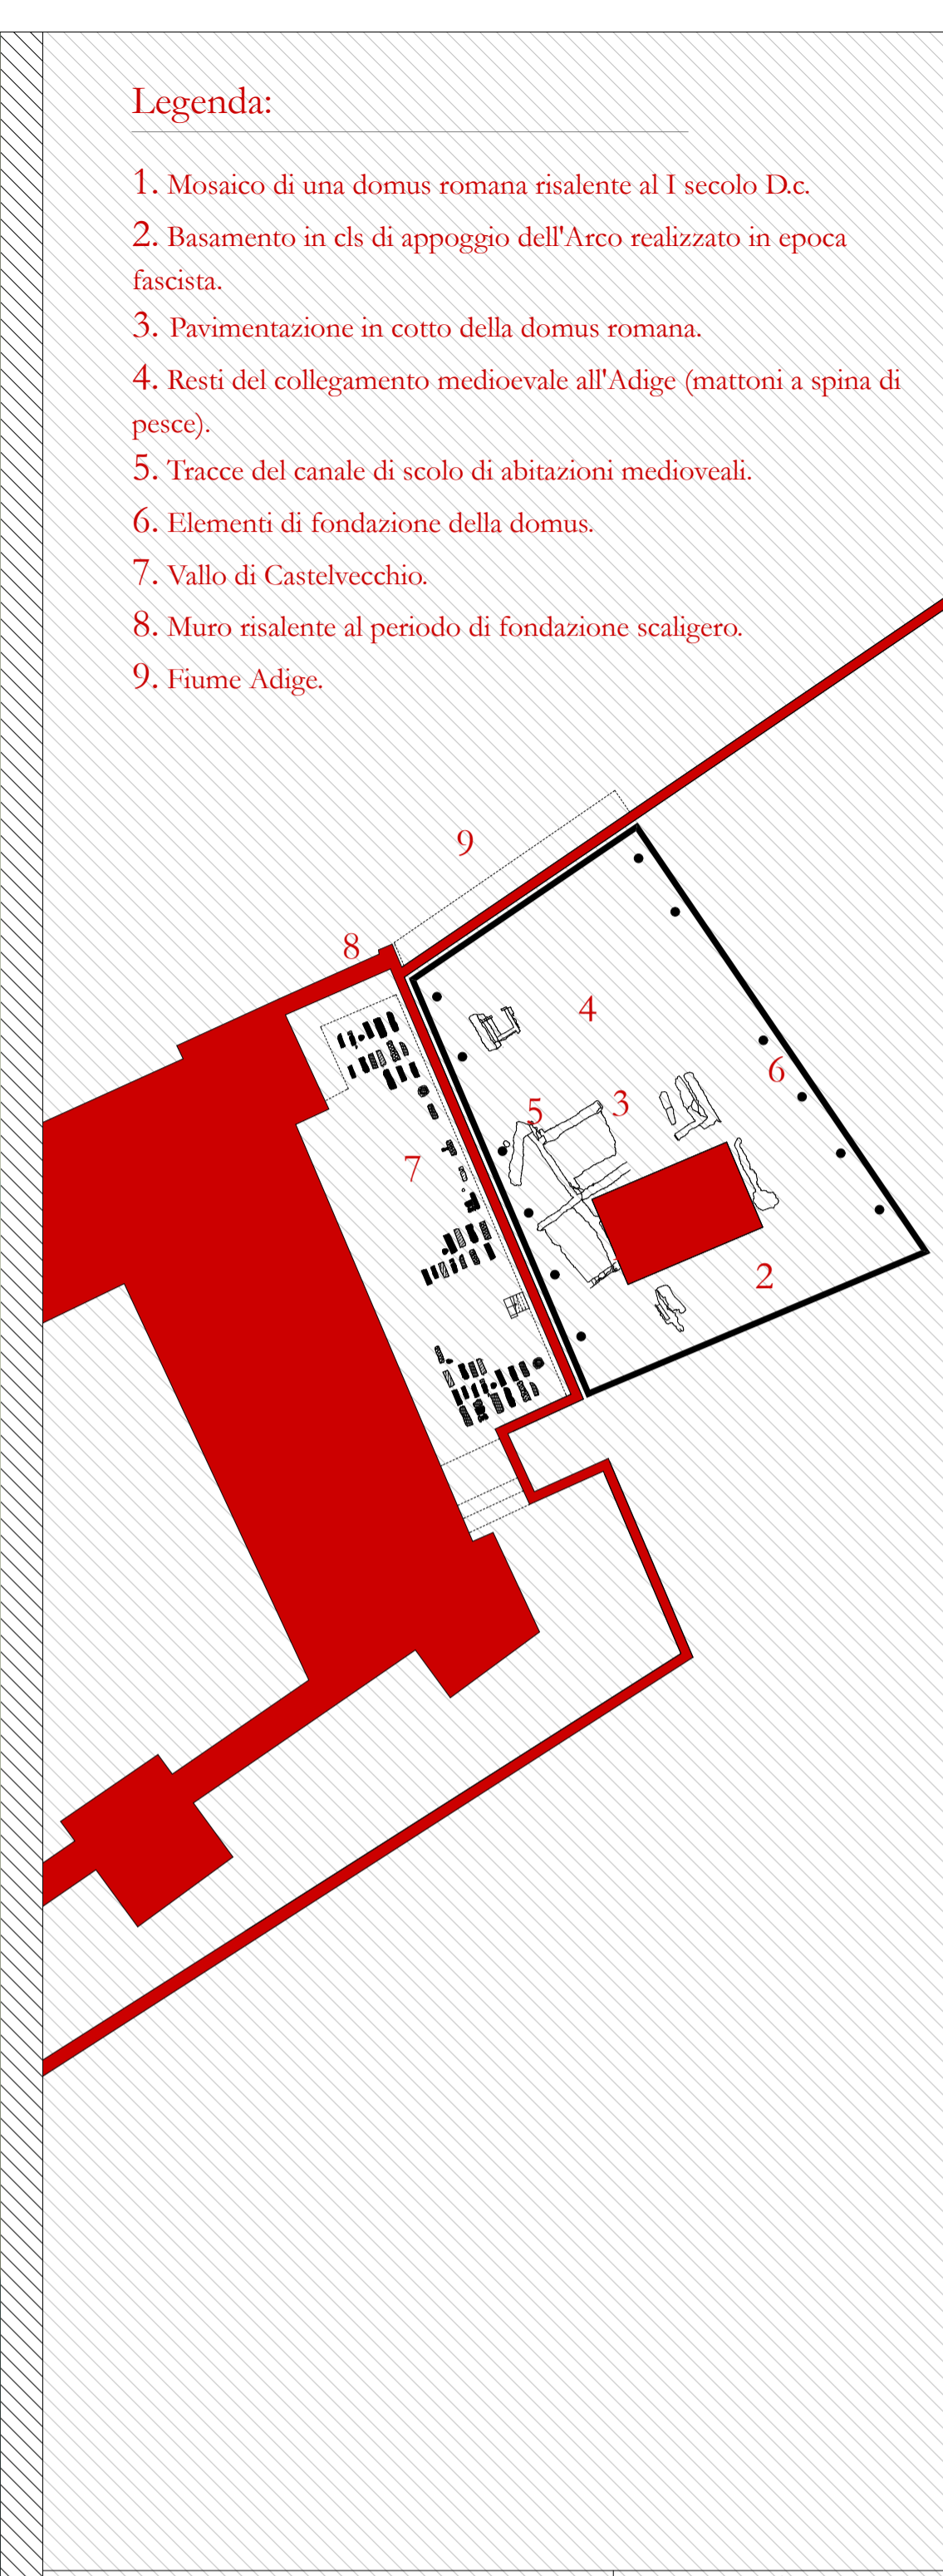 Legenda:
1. Mosaico di una domus romana risalente al I secolo D.c.
2. Basamento in cls di appoggio dell'Arco realizzato in epoca
fascista.
3. Pavimentazione in cotto della domus romana.
4. Resti del collegamento medioevale all'Adige (mattoni a spina di
pesce).
5. Tracce del canale di scolo di abitazioni medioveali.
6. Elementi di fondazione della domus.
7. Vallo di Castelvecchio.
8. Muro risalente al periodo di fondazione scaligero.
9. Fiume Adige.
9
8
4
6
3
5
7
2